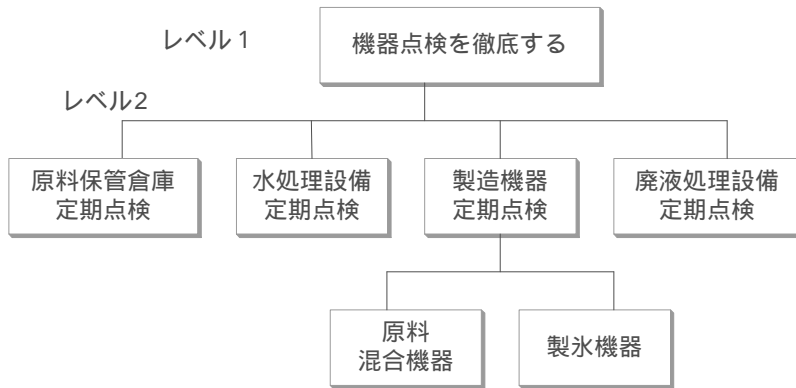 レベル 1
機器点検を徹底する
レベル2
原料保管倉庫
定期点検
水処理設備
定期点検
製造機器
定期点検
廃液処理設備
定期点検
原料
混合機器
製氷機器